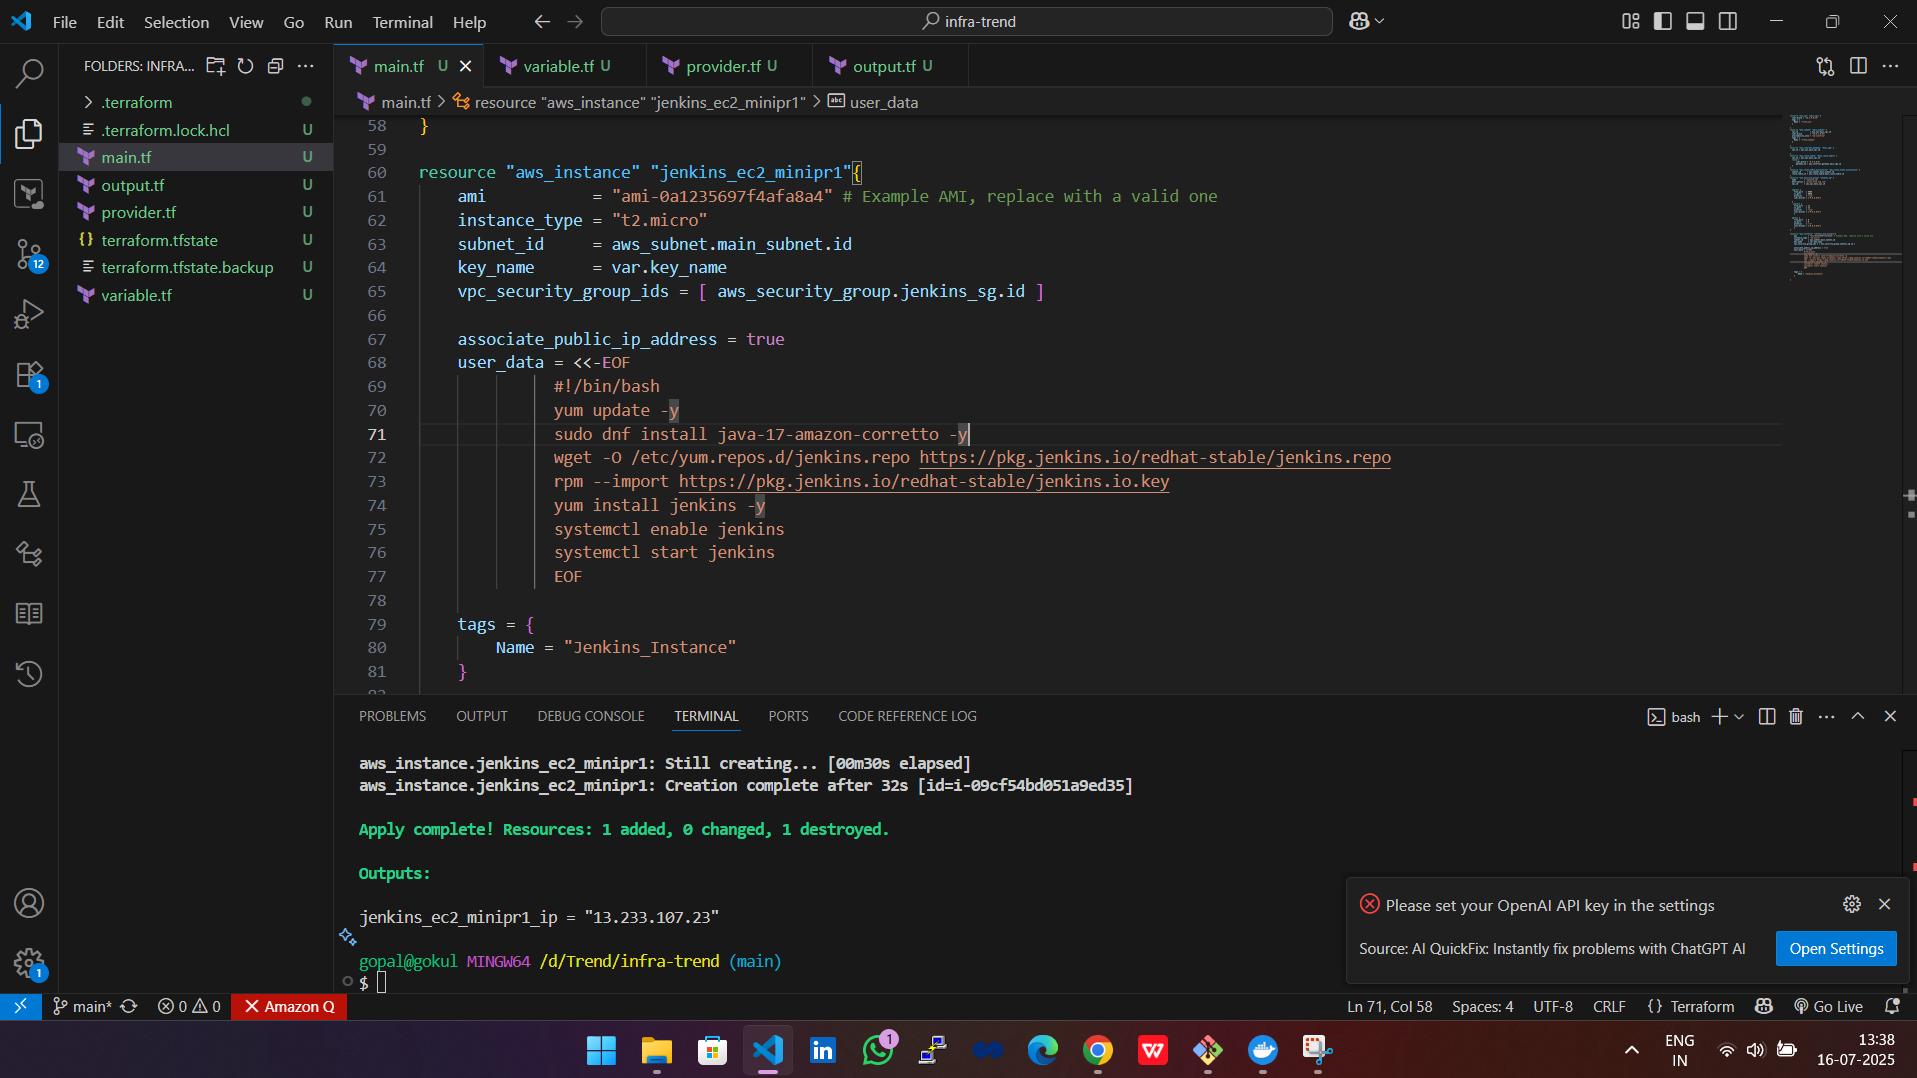 File Edit Selection View Go Run Terminal Help
infra-trend
FOLDERS: INFRA...
.terraform
.terraform.lock.hcl U
main.tf U
output.tf U
provider.tf U
terraform.tfstate U
terraform.tfstate.backup U
variable.tf U
12
1
1
main.tf U
variable.tf U
provider.tf U
output.tf U
main.tf > resource "aws_instance" "jenkins_ec2_minipr1" > user_data
58 }
59
60 resource "aws_instance" "jenkins_ec2_minipr1"{
61 ami = "ami-0a1235697f4afa8a4" # Example AMI, replace with a valid one
62 instance_type = "t2.micro"
63 subnet_id = aws_subnet.main_subnet.id
64 key_name = var.key_name
65 vpc_security_group_ids = [ aws_security_group.jenkins_sg.id ]
66
67 associate_public_ip_address = true
68 user_data = <<-EOF
69 #!/bin/bash
70 yum update -y
71 sudo dnf install java-17-amazon-corretto -y
72 wget -O /etc/yum.repos.d/jenkins.repo https://pkg.jenkins.io/redhat-stable/jenkins.repo
73 rpm --import https://pkg.jenkins.io/redhat-stable/jenkins.io.key
74 yum install jenkins -y
75 systemctl enable jenkins
76 systemctl start jenkins
77 EOF
78
79 tags = {
80 Name = "Jenkins_Instance"
81 }
PROBLEMS OUTPUT DEBUG CONSOLE TERMINAL PORTS CODE REFERENCE LOG
bash
aws_instance.jenkins_ec2_minipr1: Still creating... [00m30s elapsed]
aws_instance.jenkins_ec2_minipr1: Creation complete after 32s [id=i-09cf54bd051a9ed35]
Apply complete! Resources: 1 added, 0 changed, 1 destroyed.
Outputs:
jenkins_ec2_minipr1_ip = "13.233.107.23"
gopal@gokul MINGW64 /d/Trend/infra-trend (main)
$
Please set your OpenAI API key in the settings
Source: AI QuickFix: Instantly fix problems with ChatGPT AI
Open Settings
main* 0 0 Amazon Q
Ln 71, Col 58 Spaces: 4 UTF-8 CRLF {} Terraform Go Live
1
ENG
IN
13:38
16-07-2025